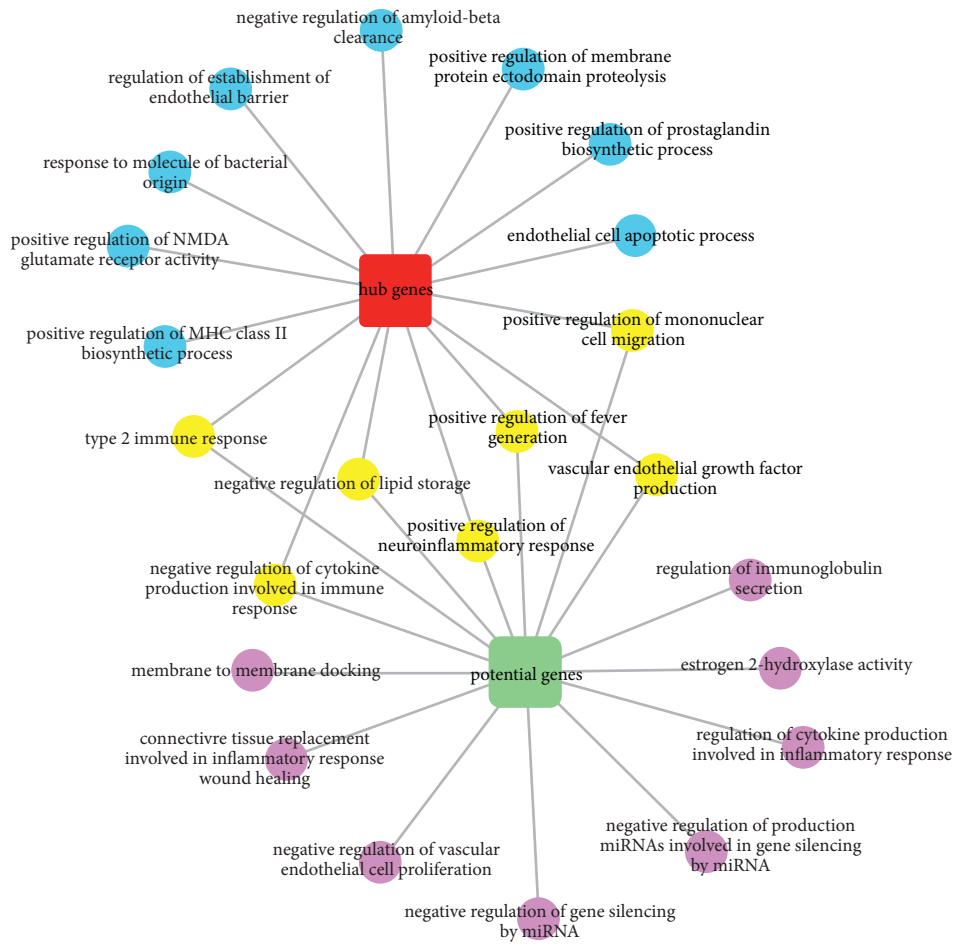 negative regulation of amyloid-beta
clearance
positive regulation of membrane
protein ectodomain proteolysis
regulation of establishment of
endothelial barrier
positive regulation of prostaglandin
biosynthetic process
response to molecule of bacterial
origin
positive regulation of NMDA
glutamate receptor activity
endothelial cell apoptotic process
hub genes
positive regulation of mononuclear
cell migration
positive regulation of MHC class II
biosynthetic process
positive regulation of fever
generation
type 2 immune response
vascular endothelial growth factor
production
negative regulation of lipid storage
positive regulation of
neuroinflammatory response
negative regulation of cytokine
production involved in immune
response
regulation of immunoglobulin
secretion
membrane to membrane docking
potential genes
estrogen 2-hydroxylase activity
connectivre tissue replacement
involved in inflammatory response
wound healing
regulation of cytokine production
involved in inflammatory response
negative regulation of production
miRNAs involved in gene silencing
by miRNA
negative regulation of vascular
endothelial cell proliferation
negative regulation of gene silencing
by miRNA